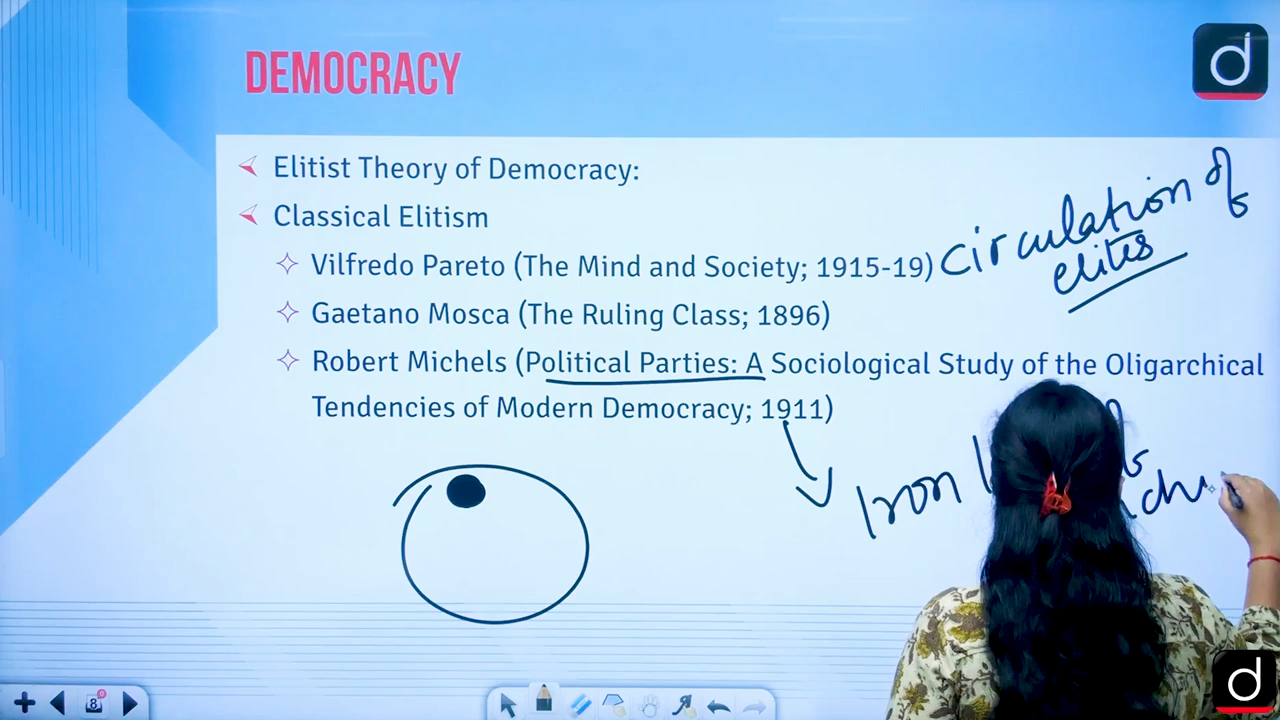 DEMOCRACY
d
Elitist Theory of Democracy:
Classical Elitism
Vilfredo Pareto (The Mind and Society; 1915-19)
Circulation of
elites
Gaetano Mosca (The Ruling Class; 1896)
Robert Michels (Political Parties: A Sociological Study of the Oligarchical
Tendencies of Modern Democracy; 1911)
Iron
8
d